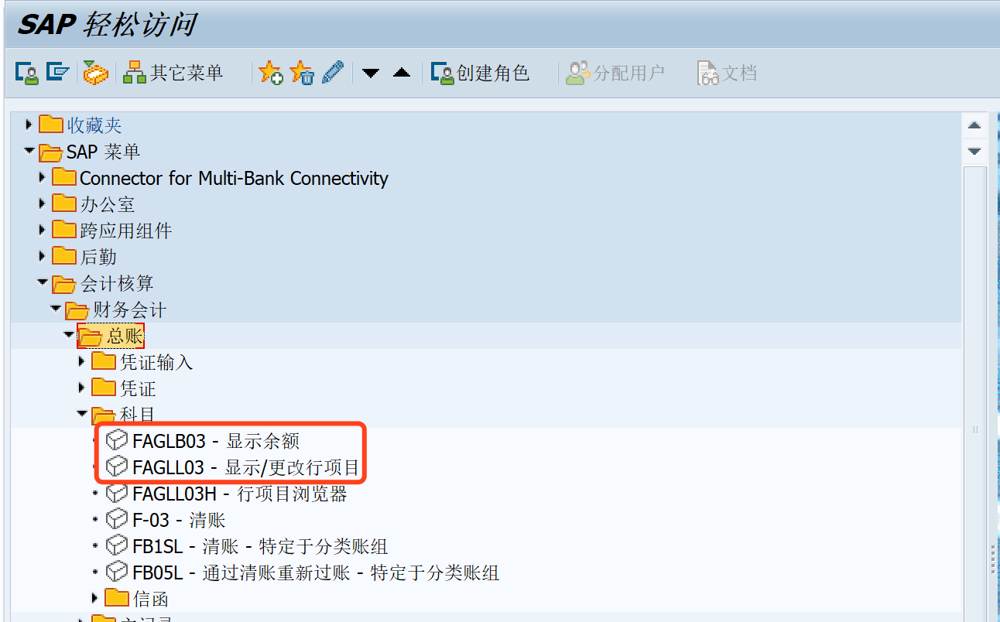 SAP 轻松访问
其它菜单 创建角色 分配用户 文档
收藏夹
SAP 菜单
Connector for Multi-Bank Connectivity
办公室
跨应用组件
后勤
会计核算
财务会计
总账
凭证输入
凭证
科目
FAGLB03 - 显示余额
FAGLL03 - 显示/更改行项目
FAGLL03H - 行项目浏览器
F-03 - 清账
FB1SL - 清账 - 特定于分类账组
FB05L - 通过清账重新过账 - 特定于分类账组
信函
主记录